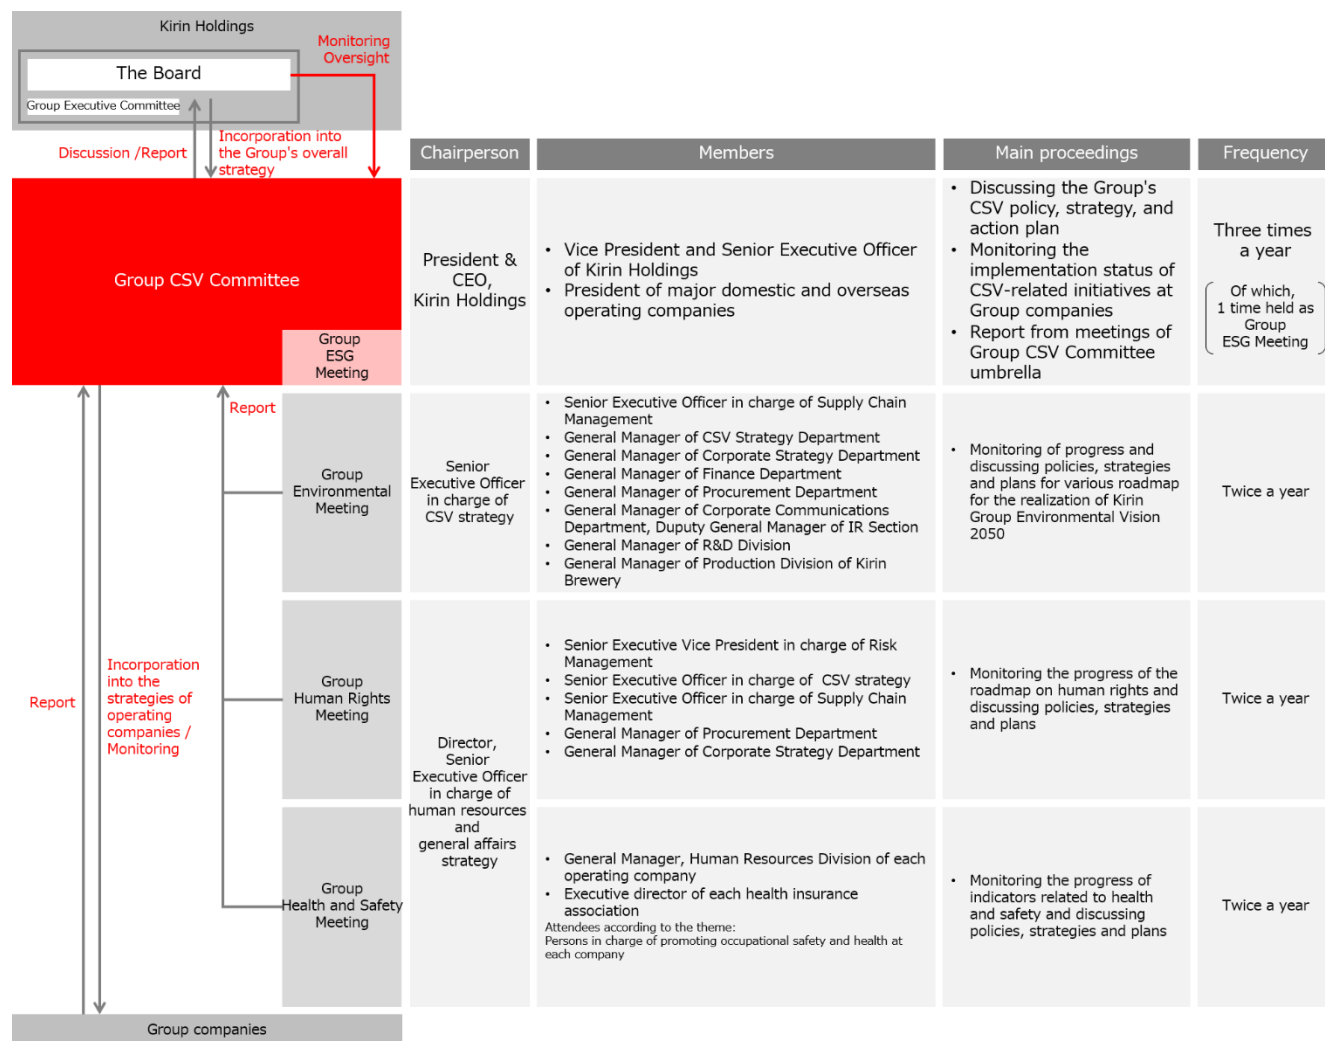 Kirin Holdings
Monitoring
Oversight
The Board
Group Executive Committee
Discussion /Report
Incorporation into
the Group's overall
strategy
Chairperson
Members
Main proceedings
Frequency
Group CSV Committee
Group
ESG
Meeting
President &
CEO,
Kirin Holdings
• Vice President and Senior Executive Officer
of Kirin Holdings
• President of major domestic and overseas
operating companies
• Discussing the Group's
CSV policy, strategy, and
action plan
• Monitoring the
implementation status of
CSV-related initiatives at
Group companies
• Report from meetings of
Group CSV Committee
umbrella
Three times
a year
Of which,
1 time held as
Group
ESG Meeting
Report
Group
Environmental
Meeting
Senior
Executive Officer
in charge of
CSV strategy
• Senior Executive Officer in charge of Supply Chain
Management
• General Manager of CSV Strategy Department
• General Manager of Corporate Strategy Department
• General Manager of Finance Department
• General Manager of Procurement Department
• General Manager of Corporate Communications
Department, Duputy General Manager of IR Section
• General Manager of R&D Division
• General Manager of Production Division of Kirin
Brewery
• Monitoring of progress and
discussing policies, strategies
and plans for various roadmap
for the realization of Kirin
Group Environmental Vision
2050
Twice a year
Report
Incorporation
into the
strategies of
operating
companies /
Monitoring
Group
Human Rights
Meeting
Director,
Senior
Executive Officer
in charge of
human resources
and
general affairs
strategy
• Senior Executive Vice President in charge of Risk
Management
• Senior Executive Officer in charge of CSV strategy
• Senior Executive Officer in charge of Supply Chain
Management
• General Manager of Procurement Department
• General Manager of Corporate Strategy Department
• Monitoring the progress of the
roadmap on human rights and
discussing policies, strategies
and plans
Twice a year
Group
Health and Safety
Meeting
• General Manager, Human Resources Division of each
operating company
• Executive director of each health insurance
association
Attendees according to the theme:
Persons in charge of promoting occupational safety and health at
each company
• Monitoring the progress of
indicators related to health
and safety and discussing
policies, strategies and plans
Twice a year
Group companies